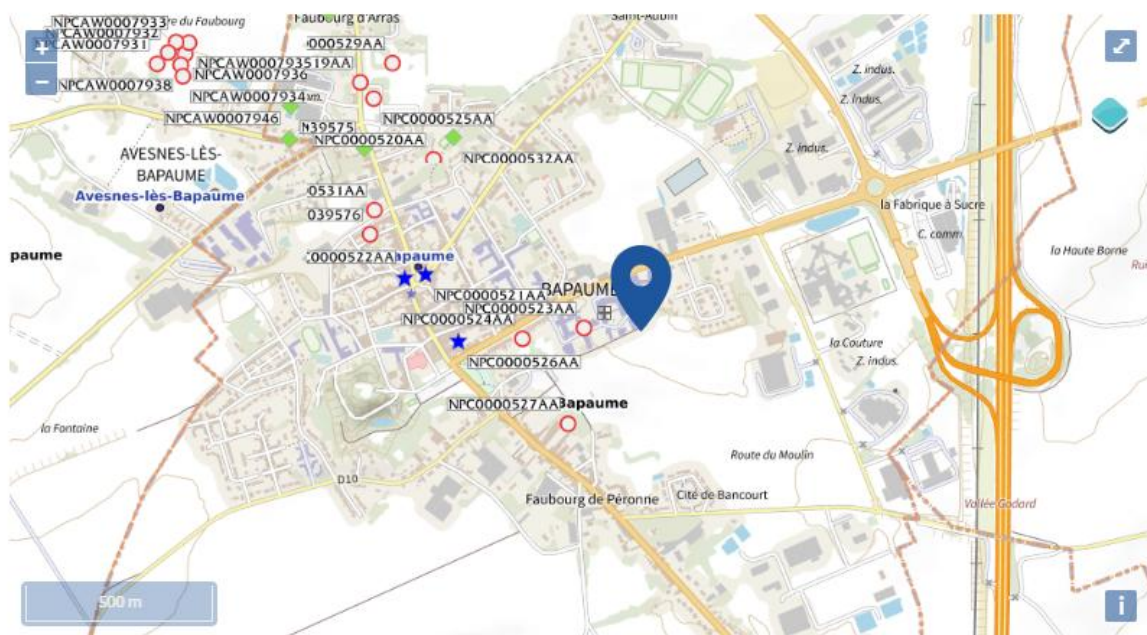 NPCAW0007933
re du Faubourg
Faubourg d'Arras
Saint-Aubin
NPCAW0007932
CAW0007931
0000529AA
+
NPCAW000793519AA
Z. indus.
NPCAW0007936
−
NPCAW0007938
NPCAW0007934
Z. Indus.
NPCAW0007946
NPC0000525AA
N39575
NPC0000520AA
Z. indus.
AVESNES-LÈS-
BAPAUME
NPC0000532AA
Avesnes-lès-Bapaume
0531AA
la Fabrique à Sucre
039576
C. comm.
la Haute Borne
paume
0000522AA
apaume
BAPAUME
NPC0000521AA
NPC0000523AA
NPC0000524AA
la Couture
Z. indus.
NPC0000526AA
NPC0000527AA
Bapaume
la Fontaine
Route du Moulin
D10
Faubourg de Péronne
Cité de Bancourt
Vallée Godard
500 m
i